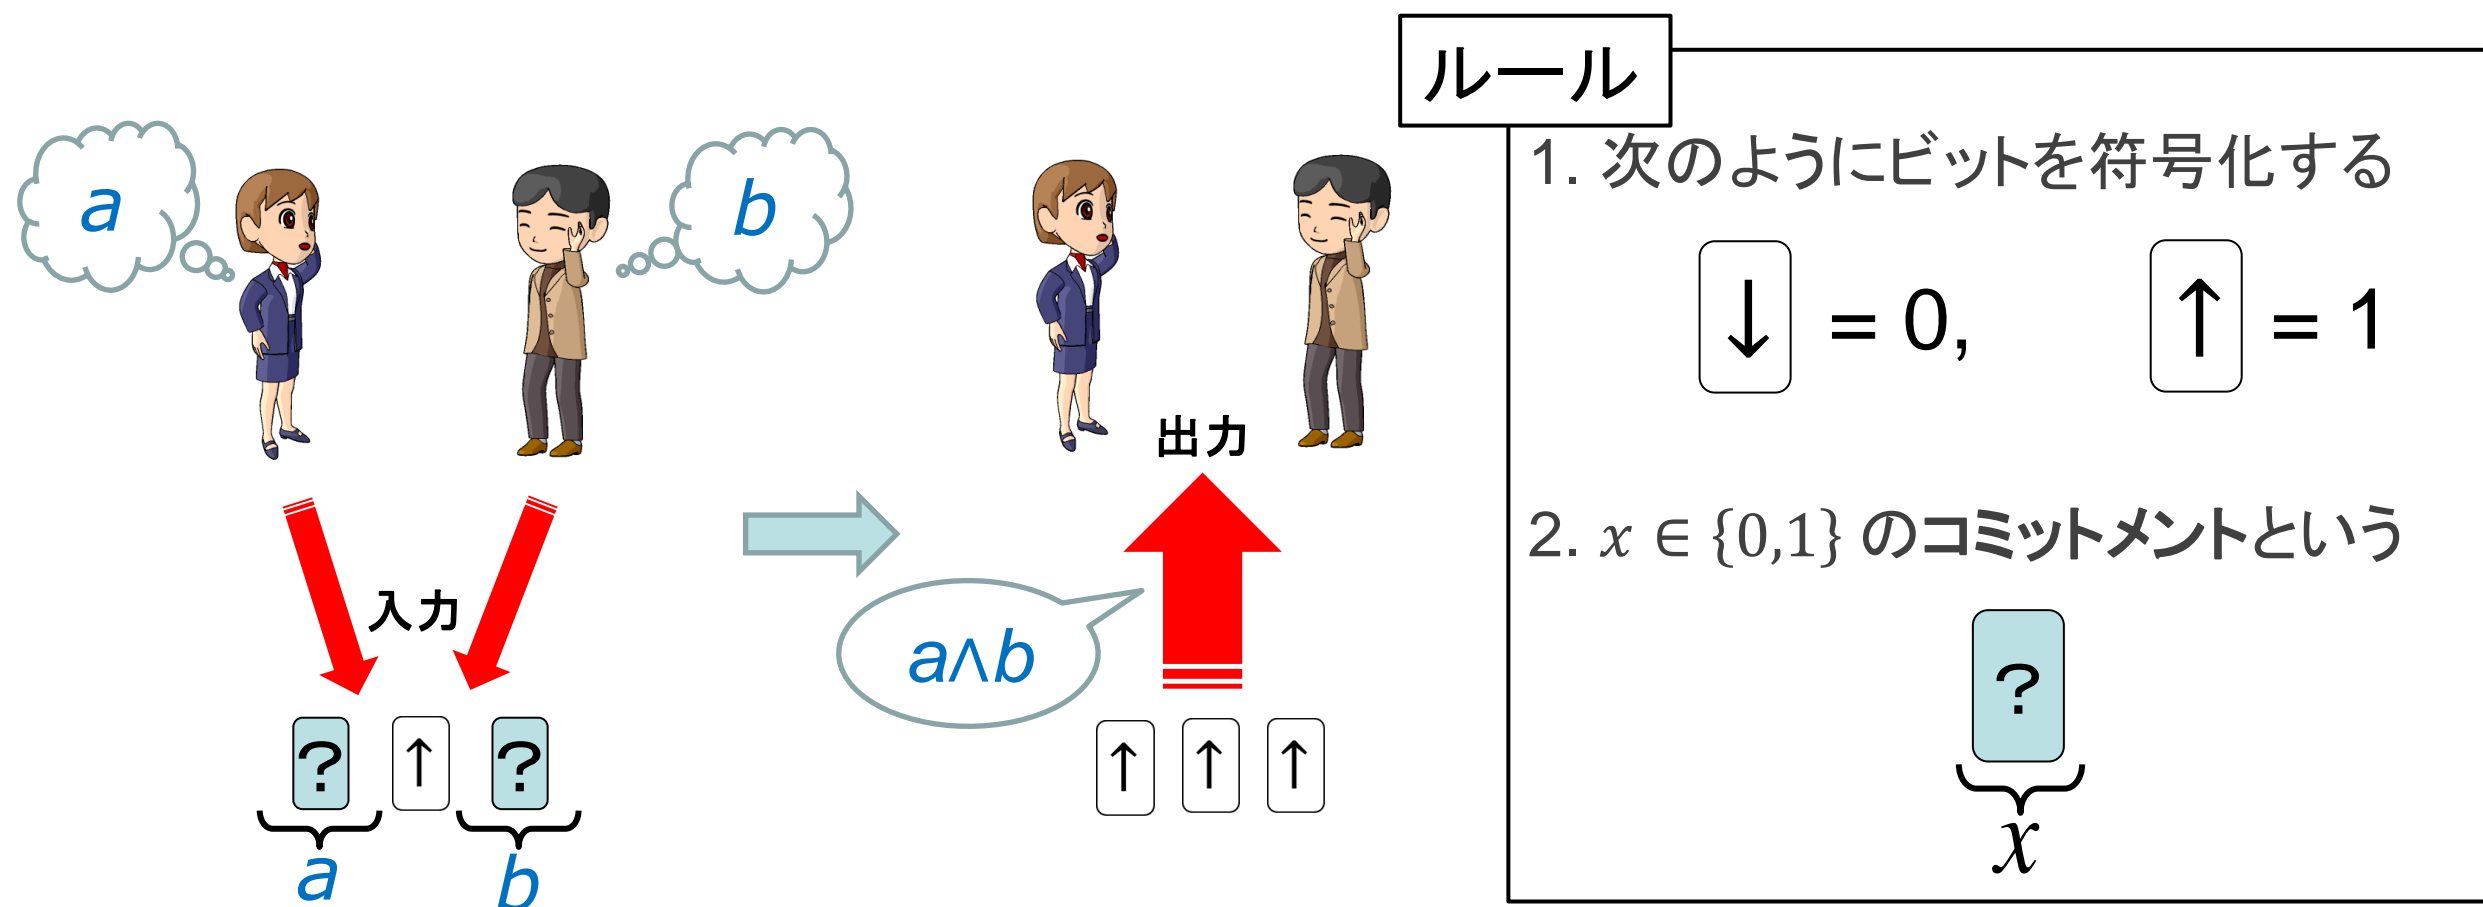 a
b
入力
? ↑ ?
a
b
出力
a∧b
↑ ↑ ↑
ルール
1. 次のようにビットを符号化する
↓ = 0, ↑ = 1
2. x ∈ {0,1} のコミットメントという
?
x